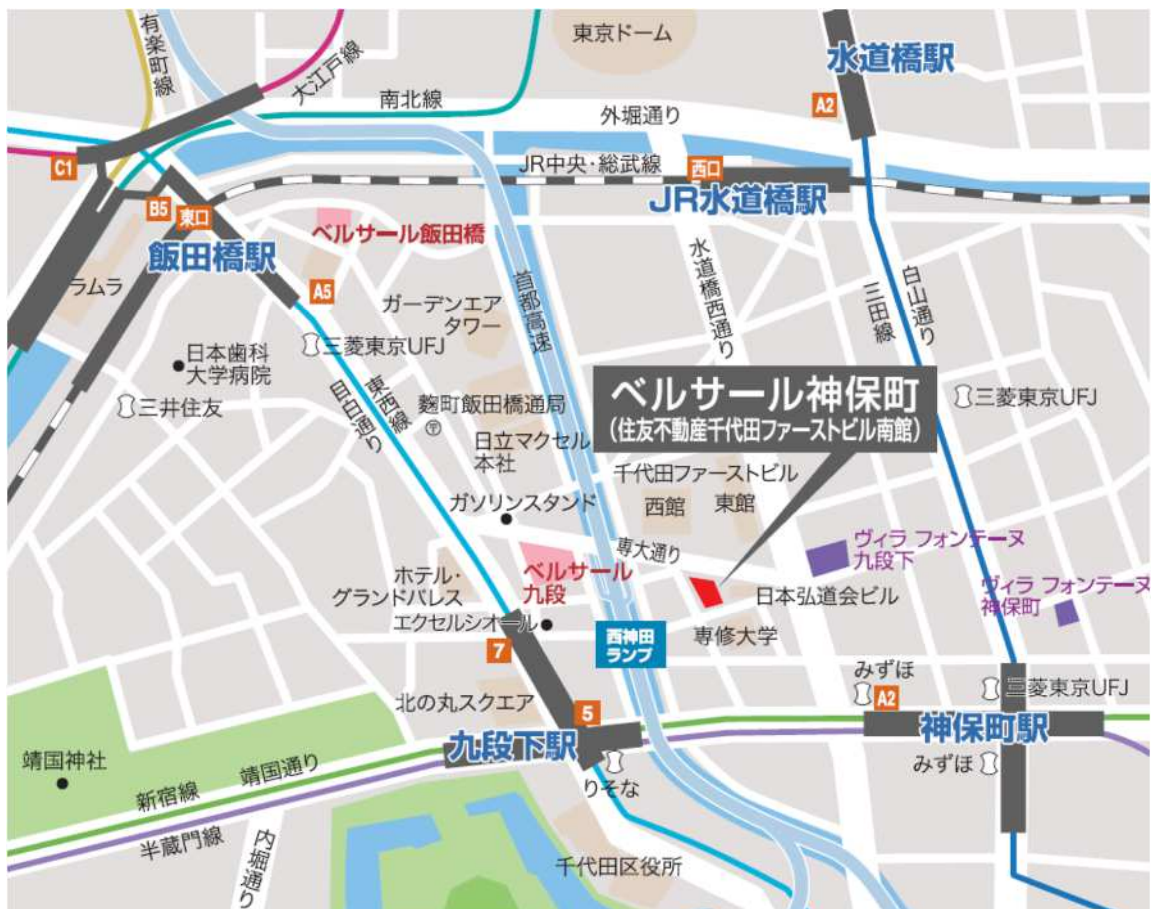 有楽町線
大江戸線
南北線
東京ドーム
水道橋駅
A2
外堀通り
C1
JR中央・総武線
西口
JR水道橋駅
B5
東口
飯田橋駅
ベルサール飯田橋
ラムラ
A5
ガーデンエア
タワー
首都高速
水道橋西通り
三田線
白山通り
日本歯科
大学病院
三菱東京UFJ
三井住友
目白通り
東西線
麴町飯田橋通局
〒
日立マクセル
本社
ベルサール神保町
(住友不動産千代田ファーストビル南館)
三菱東京UFJ
千代田ファーストビル
西館
東館
ガソリンスタンド
専大通り
ヴィラ フォンテーヌ
九段下
ホテル・
グランドパレス
ベルサール
九段
エクセルシオール
日本弘道会ビル
ヴィラ フォンテーヌ
神保町
7
西神田
ランプ
専修大学
みずほ
A2
三菱東京UFJ
北の丸スクエア
5
九段下駅
神保町駅
靖国神社
新宿線
靖国通り
半蔵門線
りそな
みずほ
内堀通り
千代田区役所